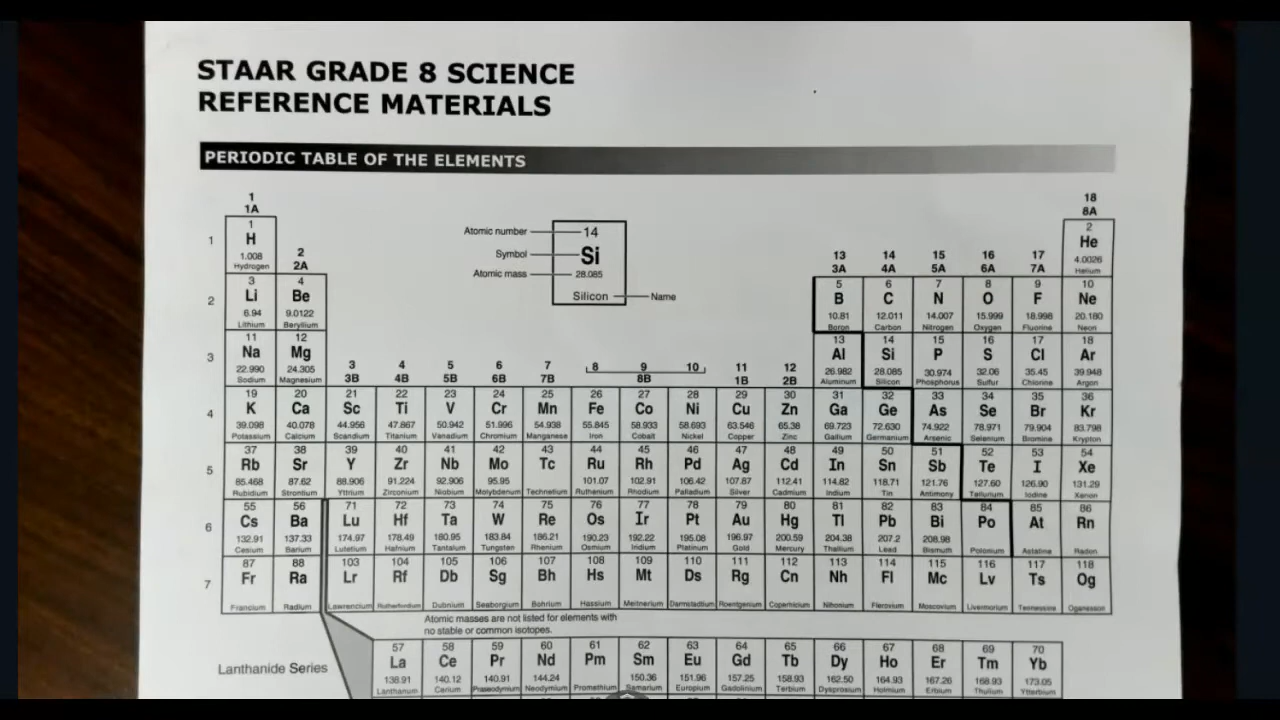 STAAR GRADE 8 SCIENCE
REFERENCE MATERIALS
PERIODIC TABLE OF THE ELEMENTS
1 18
1A 8A
1 2
H He
1.008 4.0026
Hydrogen Helium
1
2 13 14 15 16 17
2A 3A 4A 5A 6A 7A
Atomic number 14
Symbol Si
Atomic mass 28.085
Silicon Name
3 4 5 6 7 8 9 10
2 Li Be B C N O F Ne
6.94 9.0122 10.81 12.011 14.007 15.999 18.998 20.180
Lithium Beryllium Boron Carbon Nitrogen Oxygen Fluorine Neon
11 12 13 14 15 16 17 18
3 Na Mg Al Si P S Cl Ar
22.990 24.305 26.982 28.085 30.974 32.06 35.45 39.948
Sodium Magnesium Aluminum Silicon Phosphorus Sulfur Chlorine Argon
3 4 5 6 7 8 9 10 11 12
3B 4B 5B 6B 7B 8B 1B 2B
19 20 21 22 23 24 25 26 27 28 29 30 31 32 33 34 35 36
4 K Ca Sc Ti V Cr Mn Fe Co Ni Cu Zn Ga Ge As Se Br Kr
39.098 40.078 44.956 47.867 50.942 51.996 54.938 55.845 58.933 58.693 63.546 65.38 69.723 72.630 74.922 78.971 79.904 83.798
Potassium Calcium Scandium Titanium Vanadium Chromium Manganese Iron Cobalt Nickel Copper Zinc Gallium Germanium Arsenic Selenium Bromine Krypton
37 38 39 40 41 42 43 44 45 46 47 48 49 50 51 52 53 54
5 Rb Sr Y Zr Nb Mo Tc Ru Rh Pd Ag Cd In Sn Sb Te I Xe
85.468 87.62 88.906 91.224 92.906 95.95 101.07 102.91 106.42 107.87 112.41 114.82 118.71 121.76 127.60 126.90 131.29
Rubidium Strontium Yttrium Zirconium Niobium Molybdenum Technetium Ruthenium Rhodium Palladium Silver Cadmium Indium Tin Antimony Tellurium Iodine Xenon
55 56 71 72 73 74 75 76 77 78 79 80 81 82 83 84 85 86
6 Cs Ba Lu Hf Ta W Re Os Ir Pt Au Hg Tl Pb Bi Po At Rn
132.91 137.33 174.97 178.49 180.95 183.84 186.21 190.23 192.22 195.08 196.97 200.59 204.38 207.2 208.98
Cesium Barium Lutetium Hafnium Tantalum Tungsten Rhenium Osmium Iridium Platinum Gold Mercury Thallium Lead Bismuth Polonium Astatine Radon
87 88 103 104 105 106 107 108 109 110 111 112 113 114 115 116 117 118
7 Fr Ra Lr Rf Db Sg Bh Hs Mt Ds Rg Cn Nh Fl Mc Lv Ts Og
Francium Radium Lawrencium Rutherfordium Dubnium Seaborgium Bohrium Hassium Meitnerium Darmstadtium Roentgenium Copernicium Nihonium Flerovium Moscovium Livermorium Tennessine Oganesson
Atomic masses are not listed for elements with
no stable or common isotopes.
57 58 59 60 61 62 63 64 65 66 67 68 69 70
Lanthanide Series La Ce Pr Nd Pm Sm Eu Gd Tb Dy Ho Er Tm Yb
138.91 140.12 140.91 144.24 150.36 151.96 157.25 158.93 162.50 164.93 167.26 168.93 173.05
Lanthanum Cerium Praseodymium Neodymium Promethium Samarium Europium Gadolinium Terbium Dysprosium Holmium Erbium Thulium Ytterbium